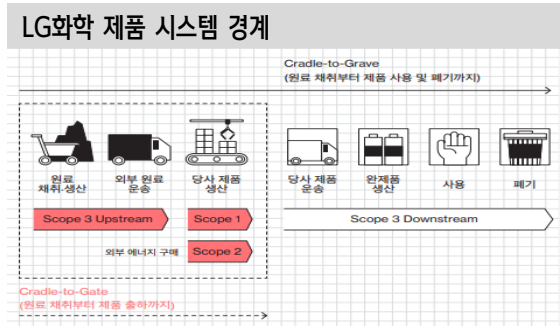 LG화학 제품 시스템 경계
Cradle-to-Grave
(원료 채취부터 제품 사용 및 폐기까지)
원료
채취·생산
외부 원료
운송
당사 제품
생산
당사 제품
운송
완제품
생산
사용
폐기
Scope 3 Upstream
Scope 1
Scope 3 Downstream
외부 에너지 구매
Scope 2
Cradle-to-Gate
(원료 채취부터 제품 출하까지)